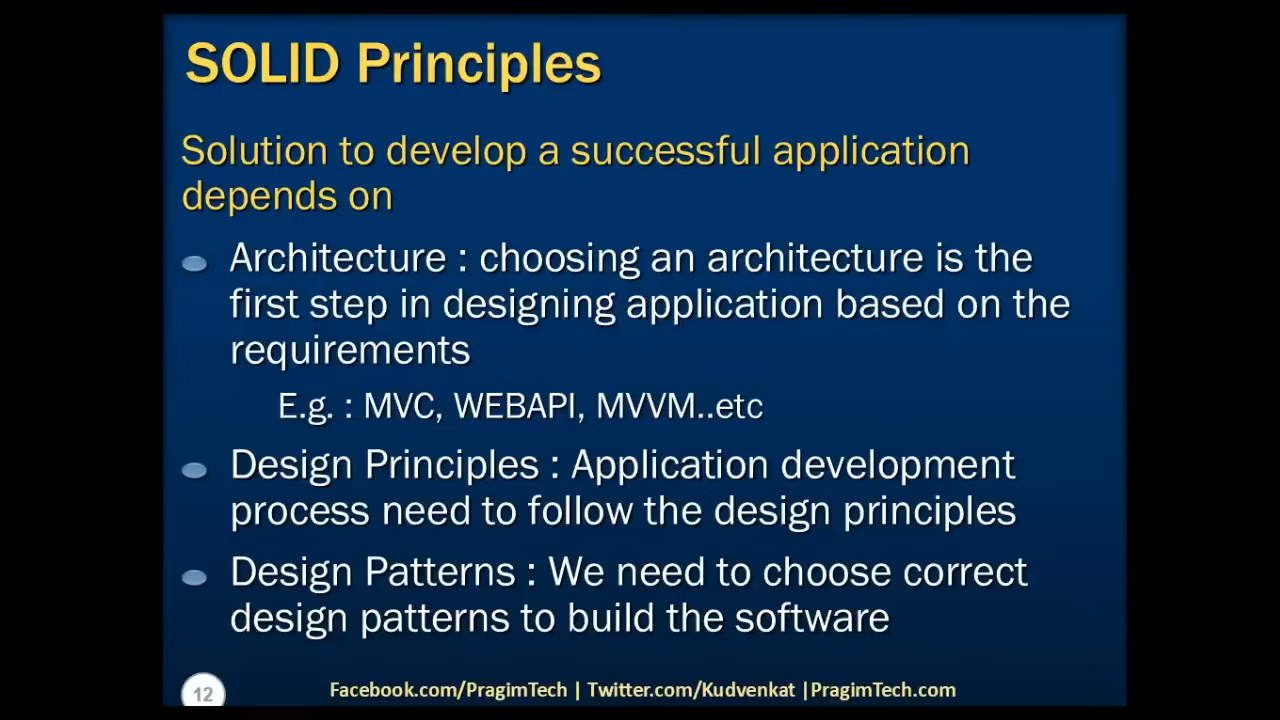 SOLID Principles
Solution to develop a successful application
depends on
Architecture : choosing an architecture is the
first step in designing application based on the
requirements
E.g. : MVC, WEBAPI, MVVM..etc
Design Principles : Application development
process need to follow the design principles
Design Patterns : We need to choose correct
design patterns to build the software
12
Facebook.com/PragimTech | Twitter.com/Kudvenkat |PragimTech.com